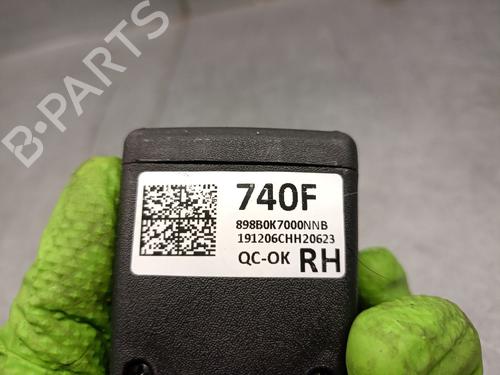 B-PARTS
740F
898B0K7000NNB
191206CHH20623
QC-OK RH